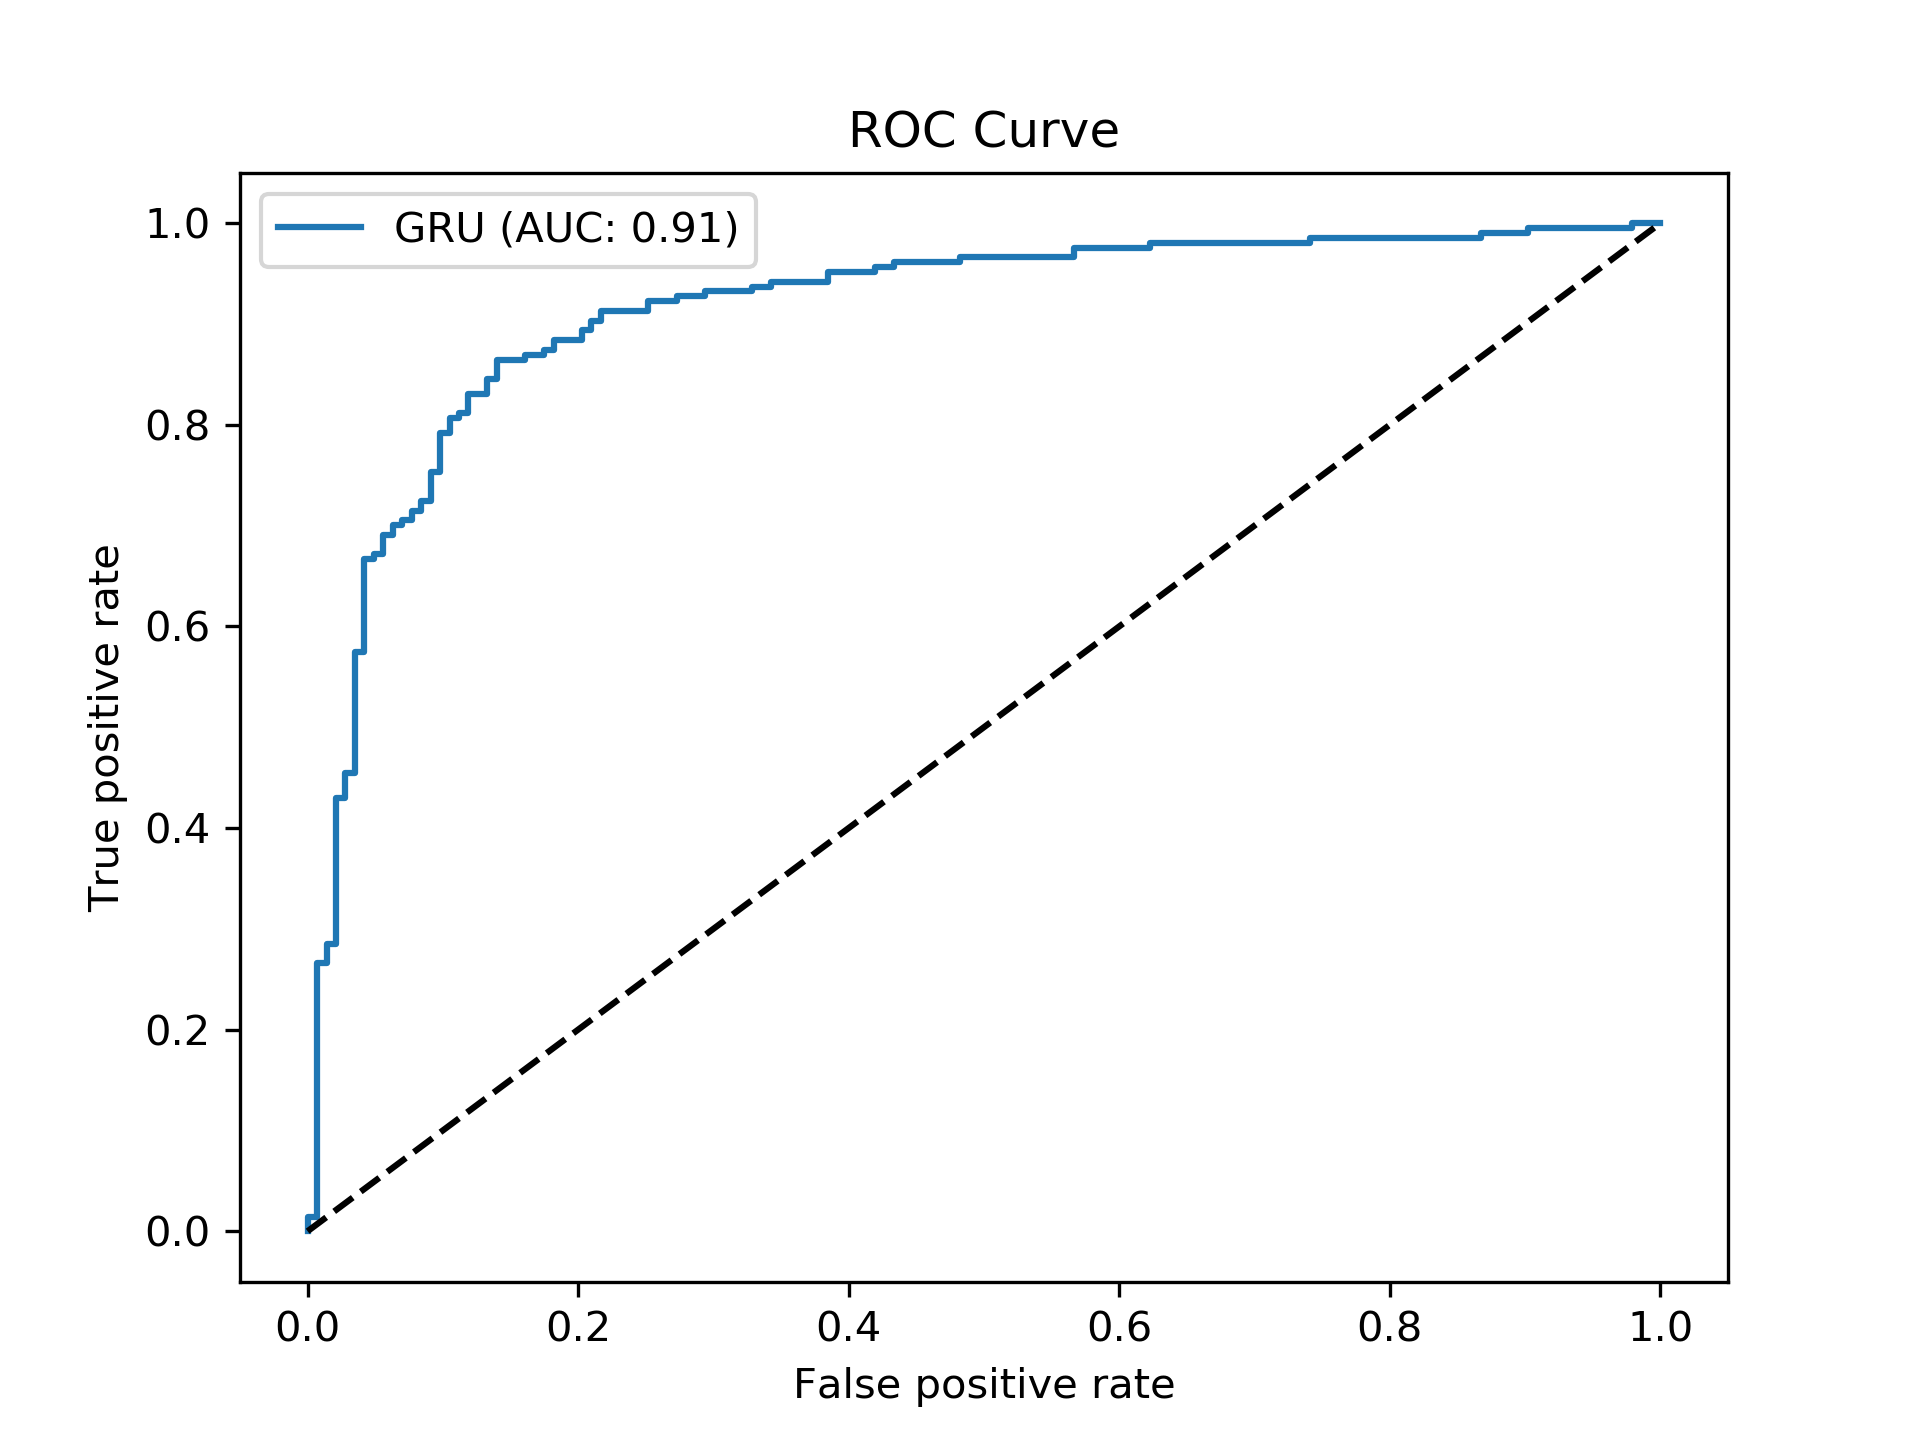 ROC Curve
GRU (AUC: 0.91)
1.0
0.8
0.6
0.4
0.2
0.0
True positive rate
0.0 0.2 0.4 0.6 0.8 1.0
False positive rate